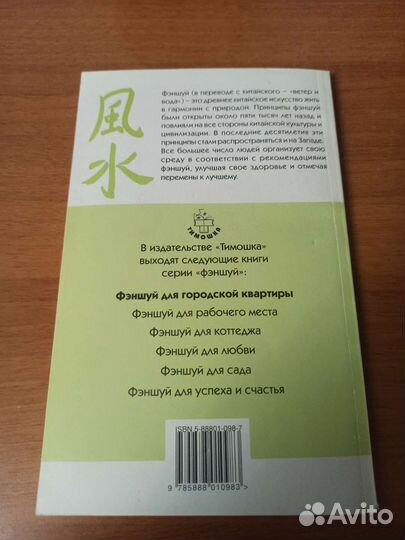 風
水
Фэншуй (в переводе с китайского – «ветер и
вода») – это древнее китайское искусство жить
в гармонии с природой. Принципы фэншуй
были открыты около пяти тысяч лет назад и
повлияли на все стороны китайской культуры и
цивилизации. В последние десятилетия эти
принципы стали распространяться и на Западе.
Все большее число людей организует свою
среду в соответствии с рекомендациями
фэншуй, улучшая свое здоровье и отмечая
перемены к лучшему.
ТИМОШКА
В издательстве «Тимошка»
выходят следующие книги
серии «фэншуй»:
Фэншуй для городской квартиры
Фэншуй для рабочего места
Фэншуй для коттеджа
Фэншуй для любви
Фэншуй для сада
Фэншуй для успеха и счастья
ISBN 5-88801-098-7
9 785888 010983 >
Avito